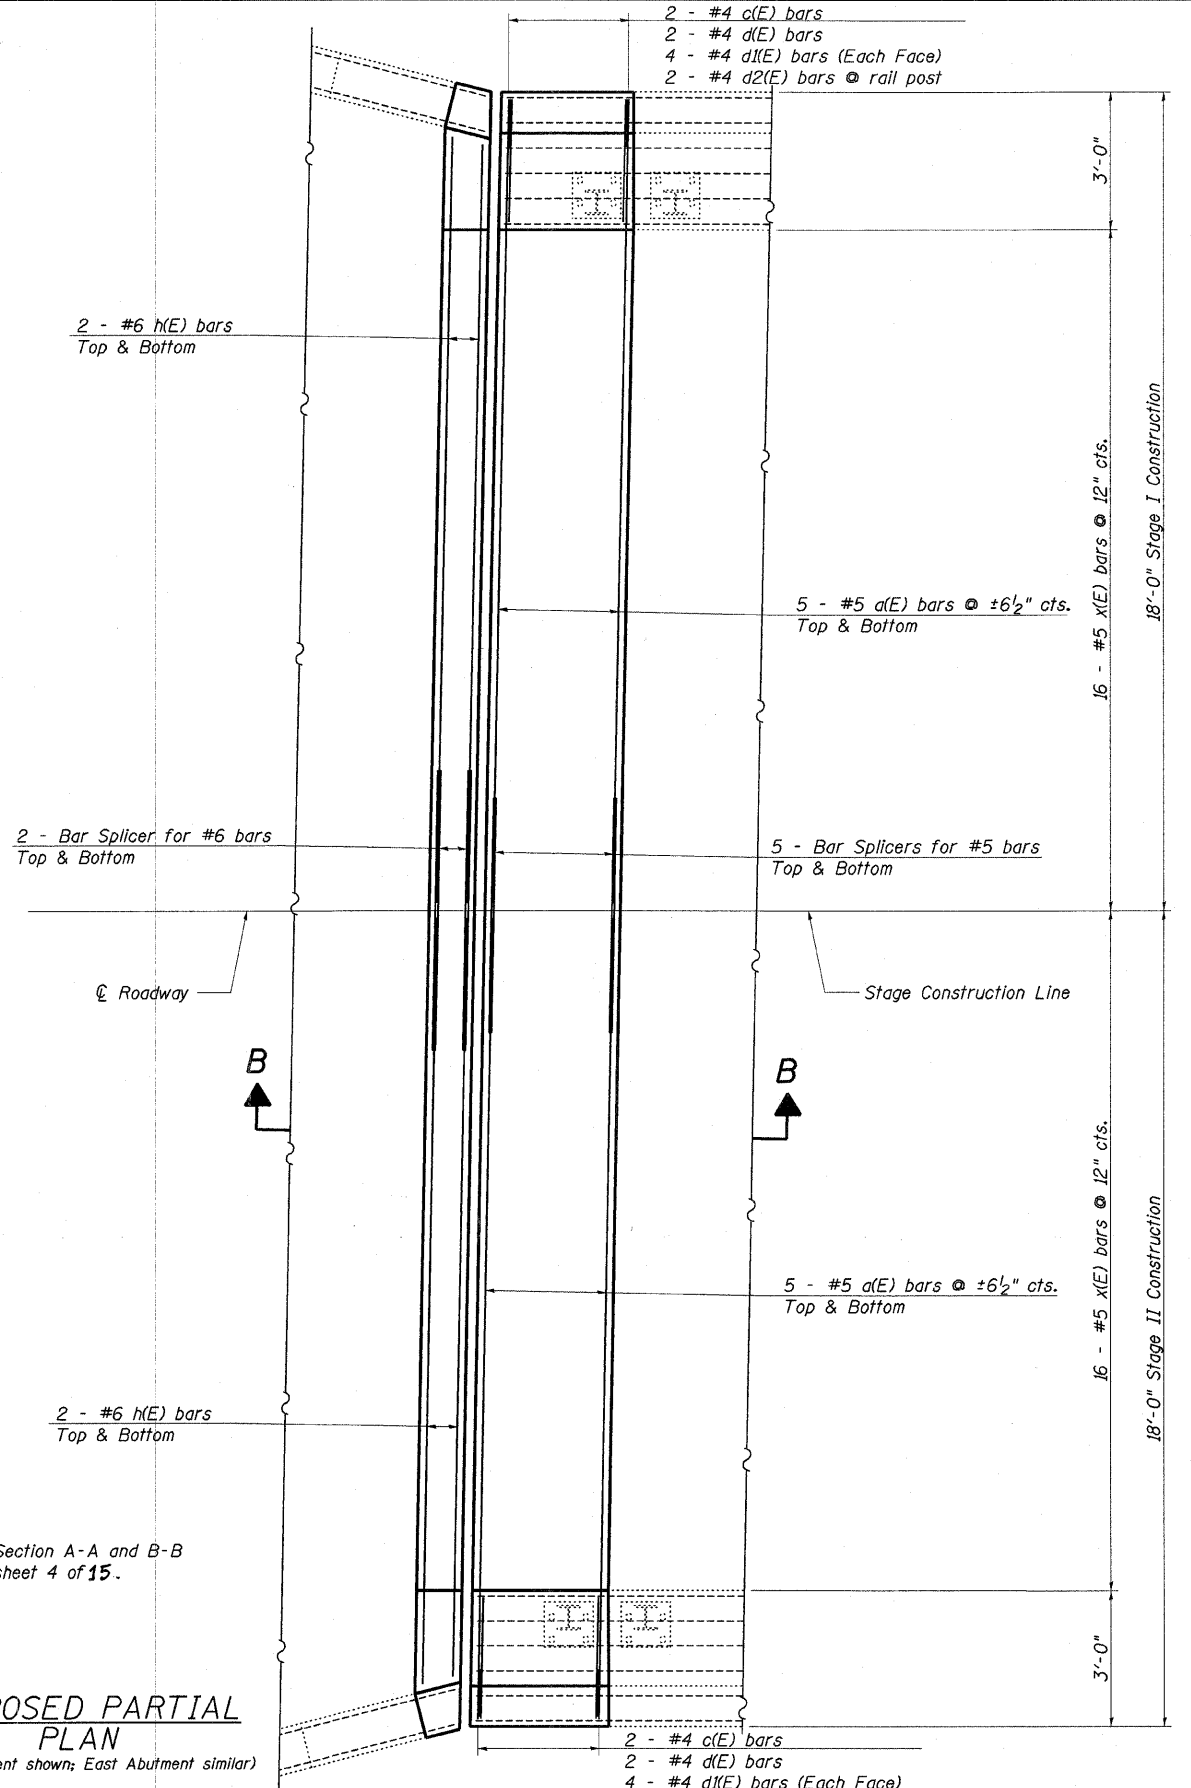 2 - #4 c(E) bars
2 - #4 d(E) bars
4 - #4 d1(E) bars (Each Face)
2 - #4 d2(E) bars @ rail post
3'-0"
2 - #6 h(E) bars
Top & Bottom
16 - #5 x(E) bars @ 12" cts.
18'-0" Stage I Construction
5 - #5 a(E) bars @ ±6½" cts.
Top & Bottom
2 - Bar Splicer for #6 bars
Top & Bottom
5 - Bar Splicers for #5 bars
Top & Bottom
℄ Roadway
Stage Construction Line
B
B
16 - #5 x(E) bars @ 12" cts.
18'-0" Stage II Construction
5 - #5 a(E) bars @ ±6½" cts.
Top & Bottom
2 - #6 h(E) bars
Top & Bottom
Section A-A and B-B
sheet 4 of 15.
3'-0"
OSED PARTIAL
PLAN
ent shown; East Abutment similar)
2 - #4 c(E) bars
2 - #4 d(E) bars
4 - #4 d1(E) bars (Each Face)